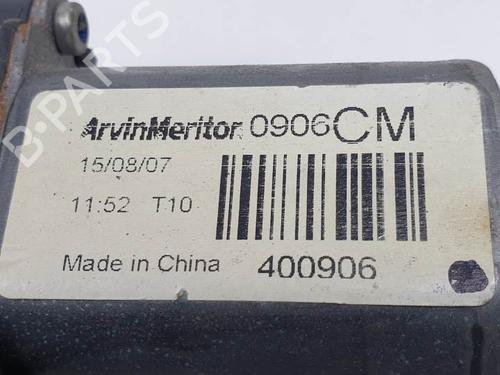 ArvinMeritor 0906CM
15/08/07
11:52 T10
Made in China 400906
B-PARTS